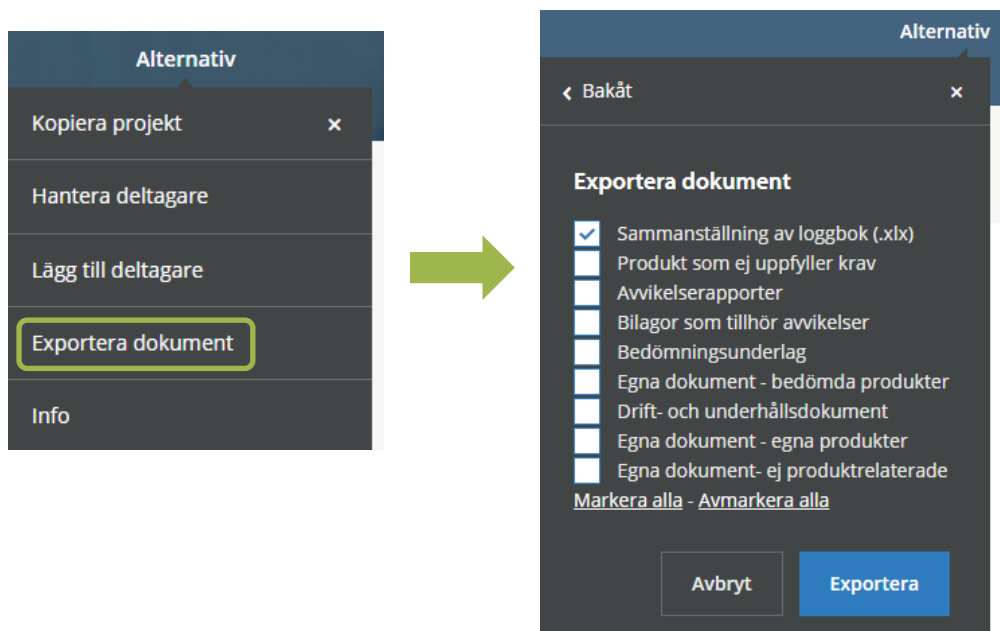 Alternativ
Kopiera projekt ×
Hantera deltagare
Lägg till deltagare
Exportera dokument
Info
Alternativ
‹ Bakåt ×
Exportera dokument
Sammanställning av loggbok (.xlx)
Produkt som ej uppfyller krav
Avvikelserapporter
Bilagor som tillhör avvikelser
Bedömningsunderlag
Egna dokument - bedömda produkter
Drift- och underhållsdokument
Egna dokument - egna produkter
Egna dokument- ej produktrelaterade
Markera alla - Avmarkera alla
Avbryt Exportera